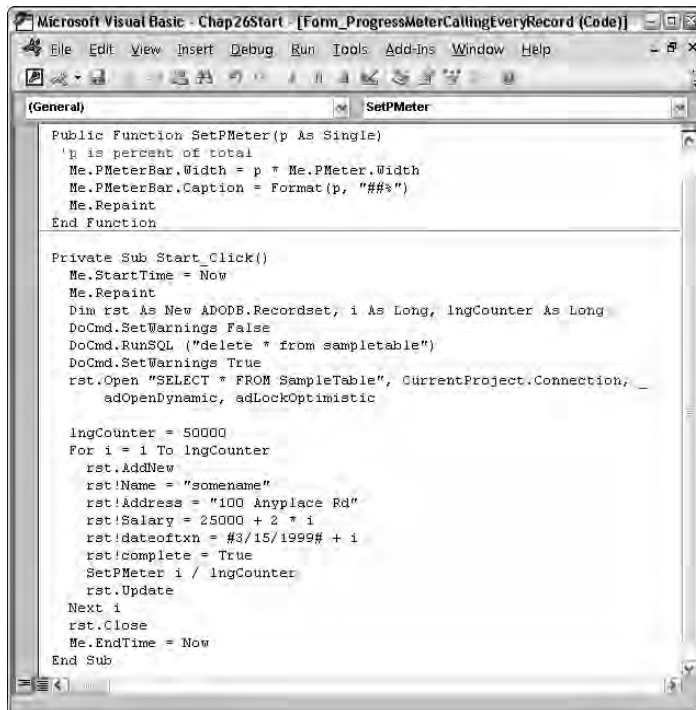 Microsoft Visual Basic - Chap26Start - [Form_ProgressMeterCallingEveryRecord (Code)]
File Edit View Insert Debug Run Tools Add-Ins Window Help
(General) SetPMeter
Public Function SetPMeter(p As Single)
'p is percent of total
Me.PMeterBar.Width = p * Me.PMeter.Width
Me.PMeterBar.Caption = Format(p, "##%")
Me.Repaint
End Function
Private Sub Start_Click()
Me.StartTime = Now
Me.Repaint
Dim rst As New ADODB.Recordset, i As Long, lngCounter As Long
DoCmd.SetWarnings False
DoCmd.RunSQL ("delete * from sampletable")
DoCmd.SetWarnings True
rst.Open "SELECT * FROM SampleTable", CurrentProject.Connection, _
adOpenDynamic, adLockOptimistic
lngCounter = 50000
For i = 1 To lngCounter
rst.AddNew
rst!Name = "somename"
rst!Address = "100 Anyplace Rd"
rst!Salary = 25000 + 2 * i
rst!dateoftxn = #3/15/1999# + i
rst!complete = True
SetPMeter i / lngCounter
rst.Update
Next i
rst.Close
Me.EndTime = Now
End Sub